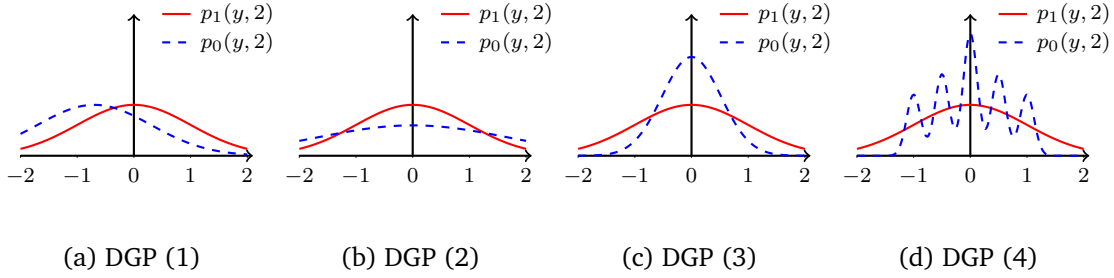 p₁(y, 2)
p₀(y, 2)
−2 −1 0 1 2
(a) DGP (1)
p₁(y, 2)
p₀(y, 2)
−2 −1 0 1 2
(b) DGP (2)
p₁(y, 2)
p₀(y, 2)
−2 −1 0 1 2
(c) DGP (3)
p₁(y, 2)
p₀(y, 2)
−2 −1 0 1 2
(d) DGP (4)